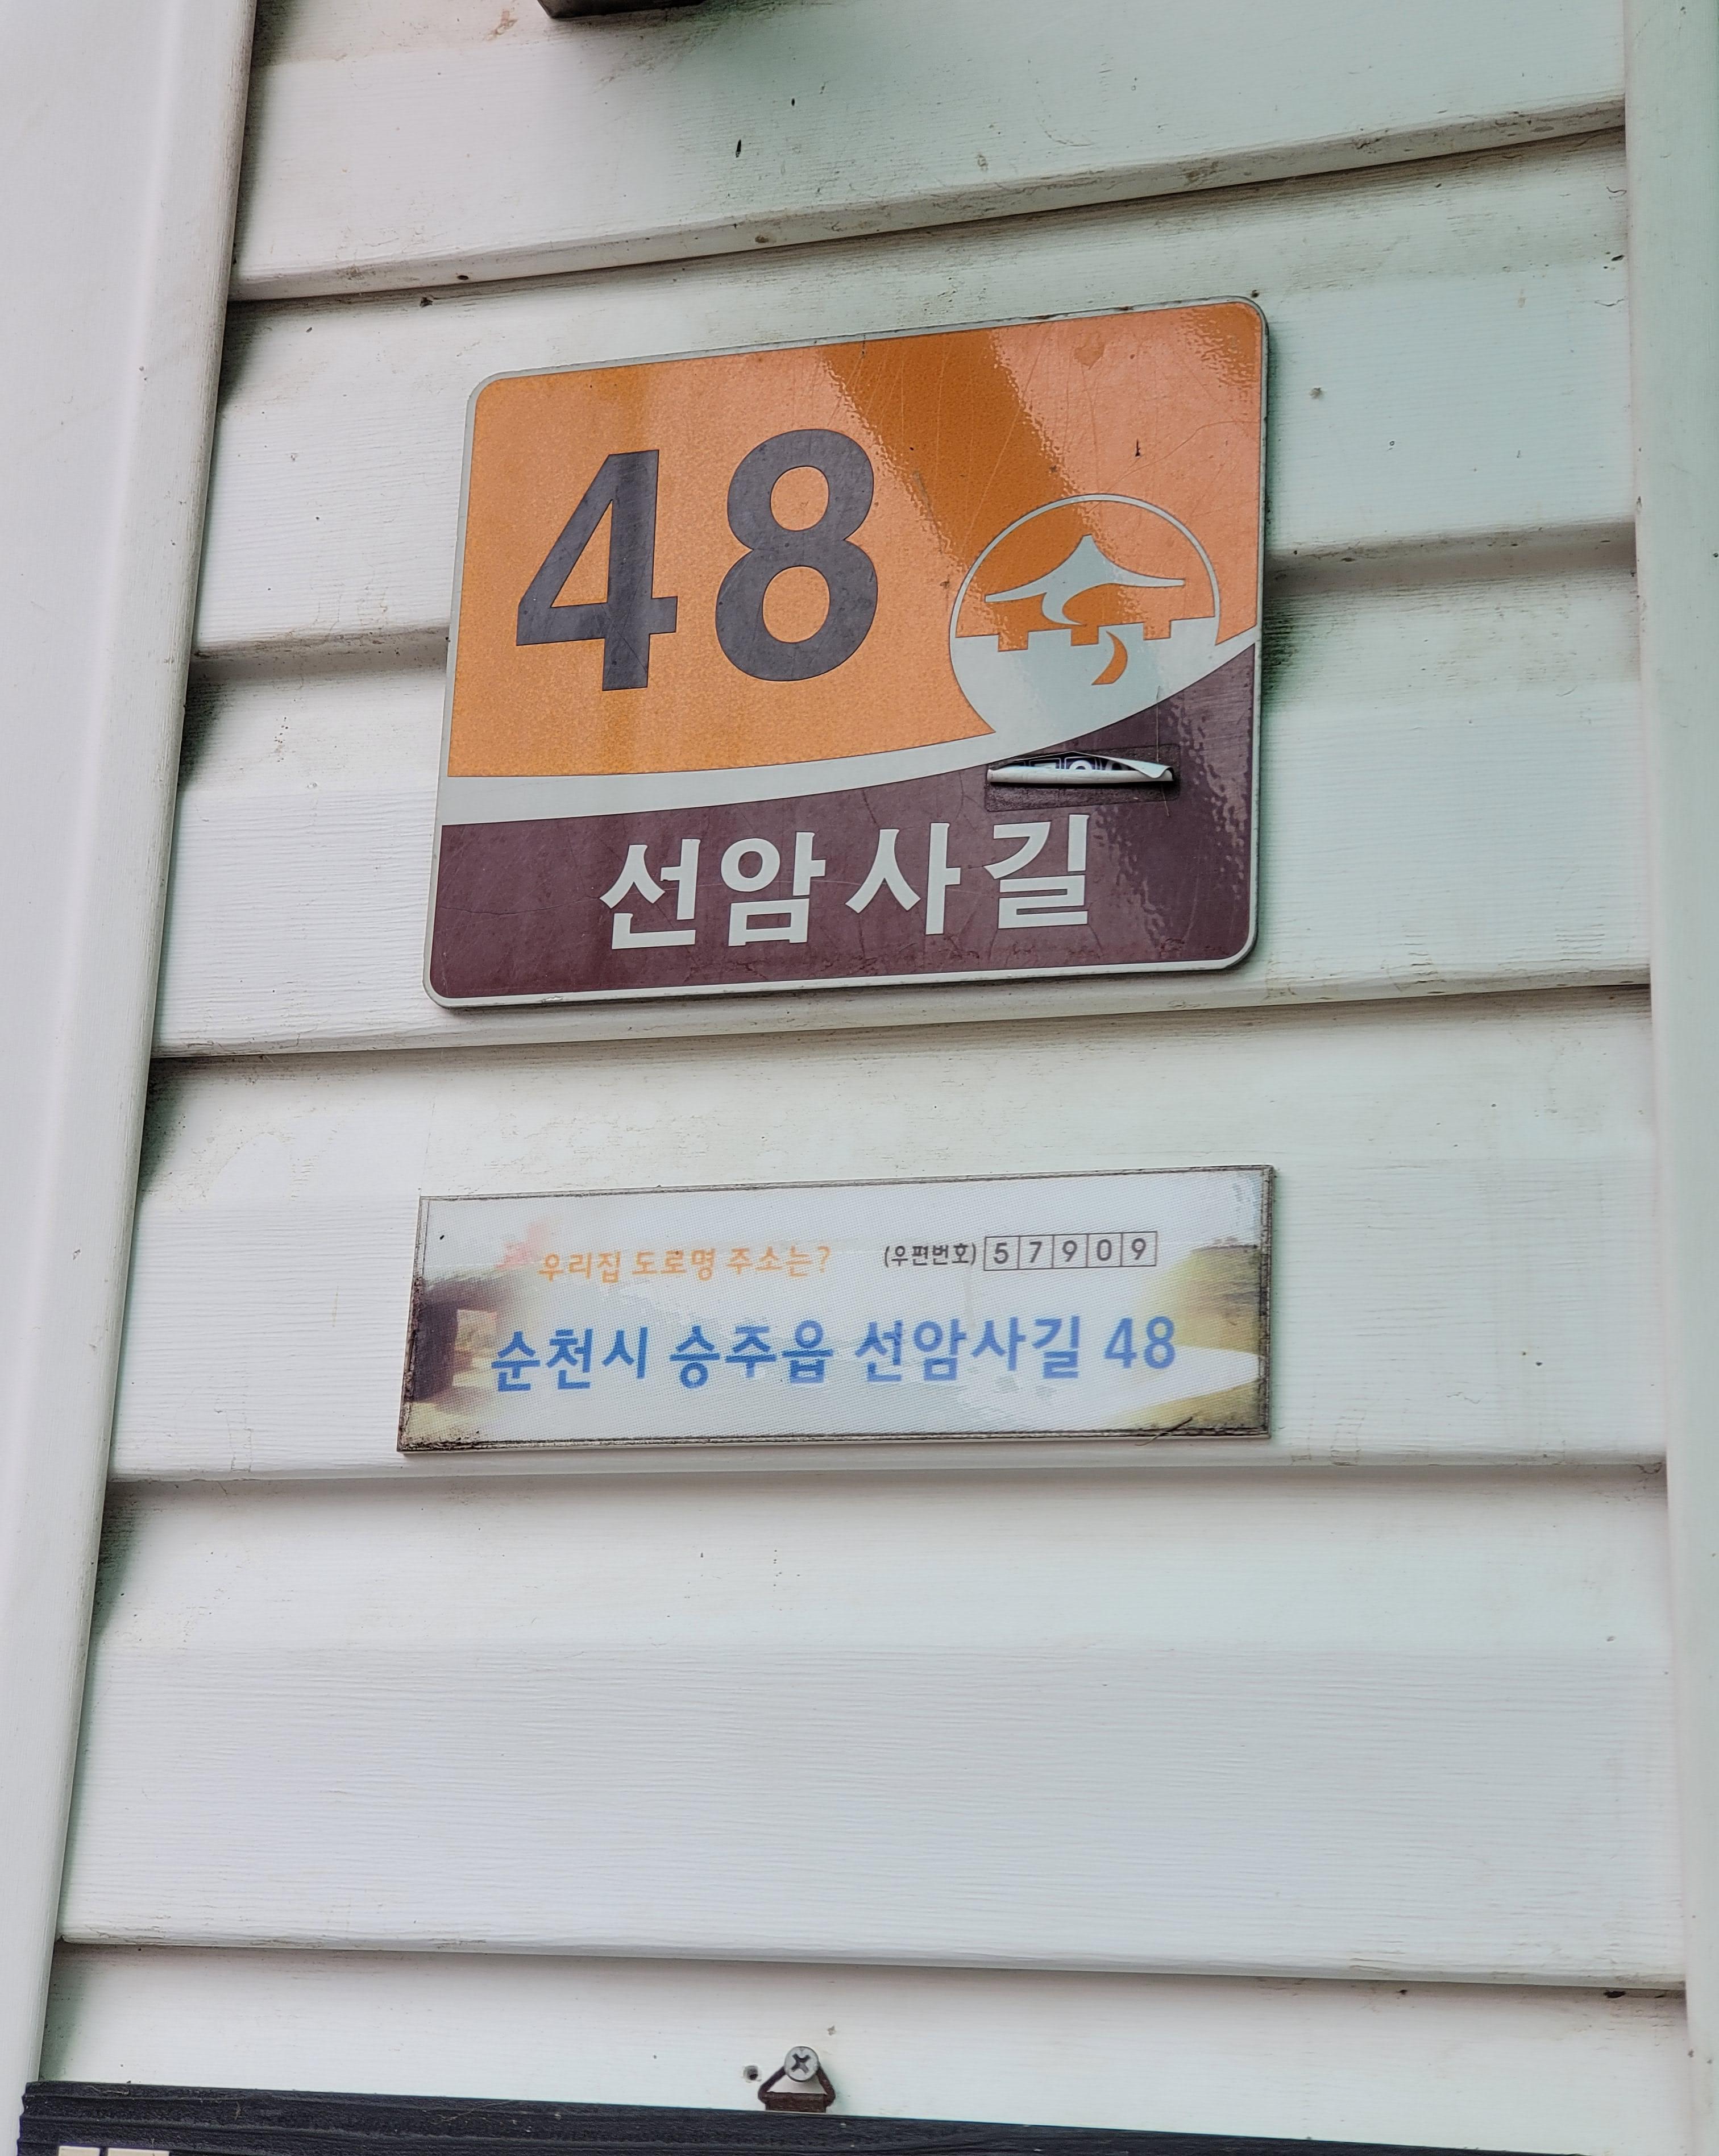 48
선암사길
우리집 도로명 주소는? (우편번호) 57909
순천시 승주읍 선암사길 48